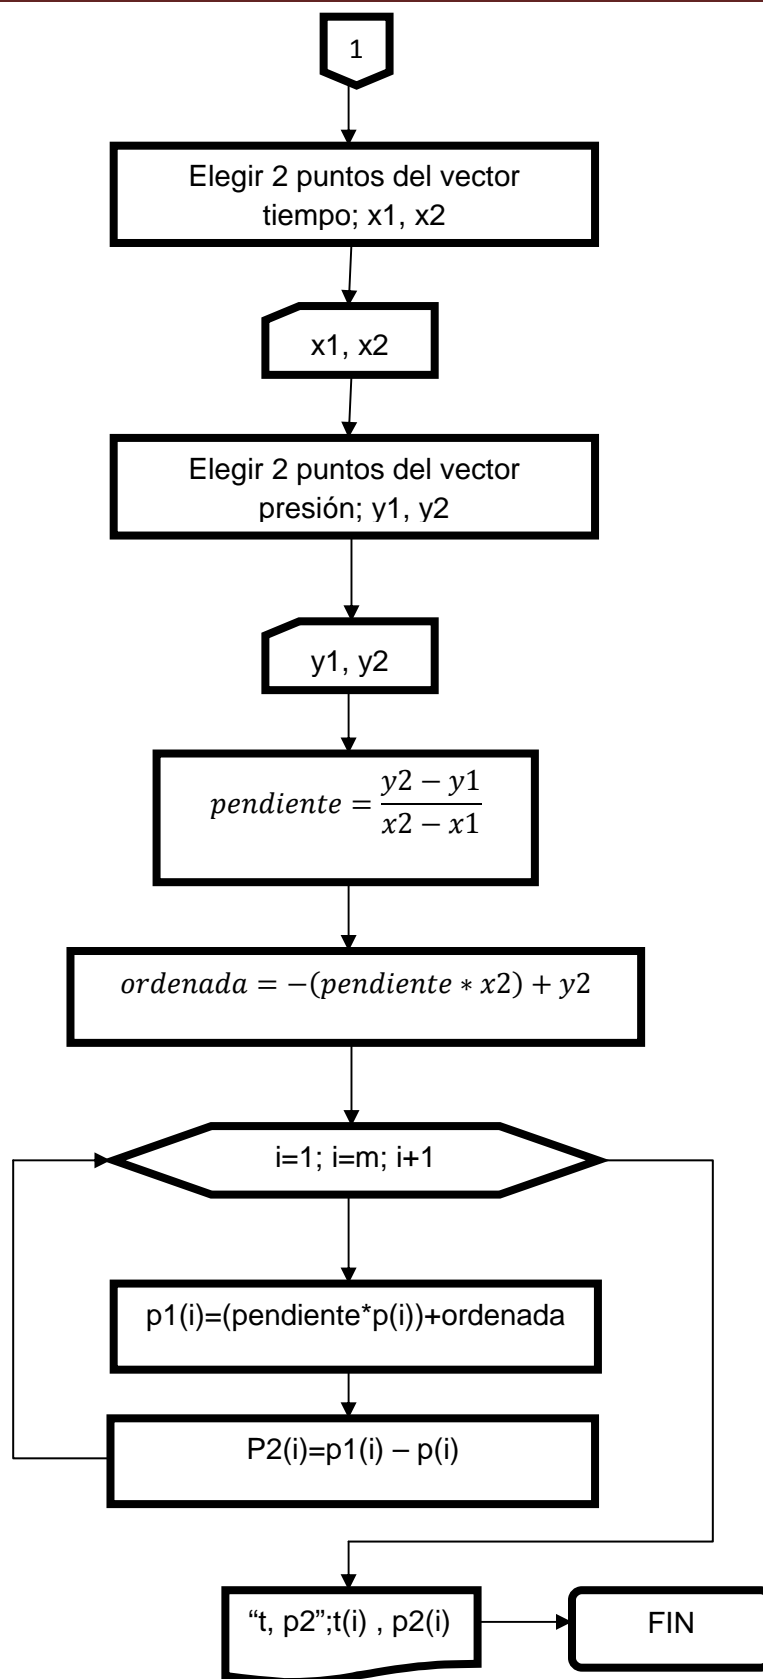 1
Elegir 2 puntos del vector
tiempo; x1, x2
x1, x2
Elegir 2 puntos del vector
presión; y1, y2
y1, y2
pendiente = \frac{y2 − y1}{x2 − x1}
ordenada = −(pendiente ∗ x2) + y2
i=1; i=m; i+1
p1(i)=(pendiente*p(i))+ordenada
P2(i)=p1(i) – p(i)
“t, p2”;t(i) , p2(i)
FIN